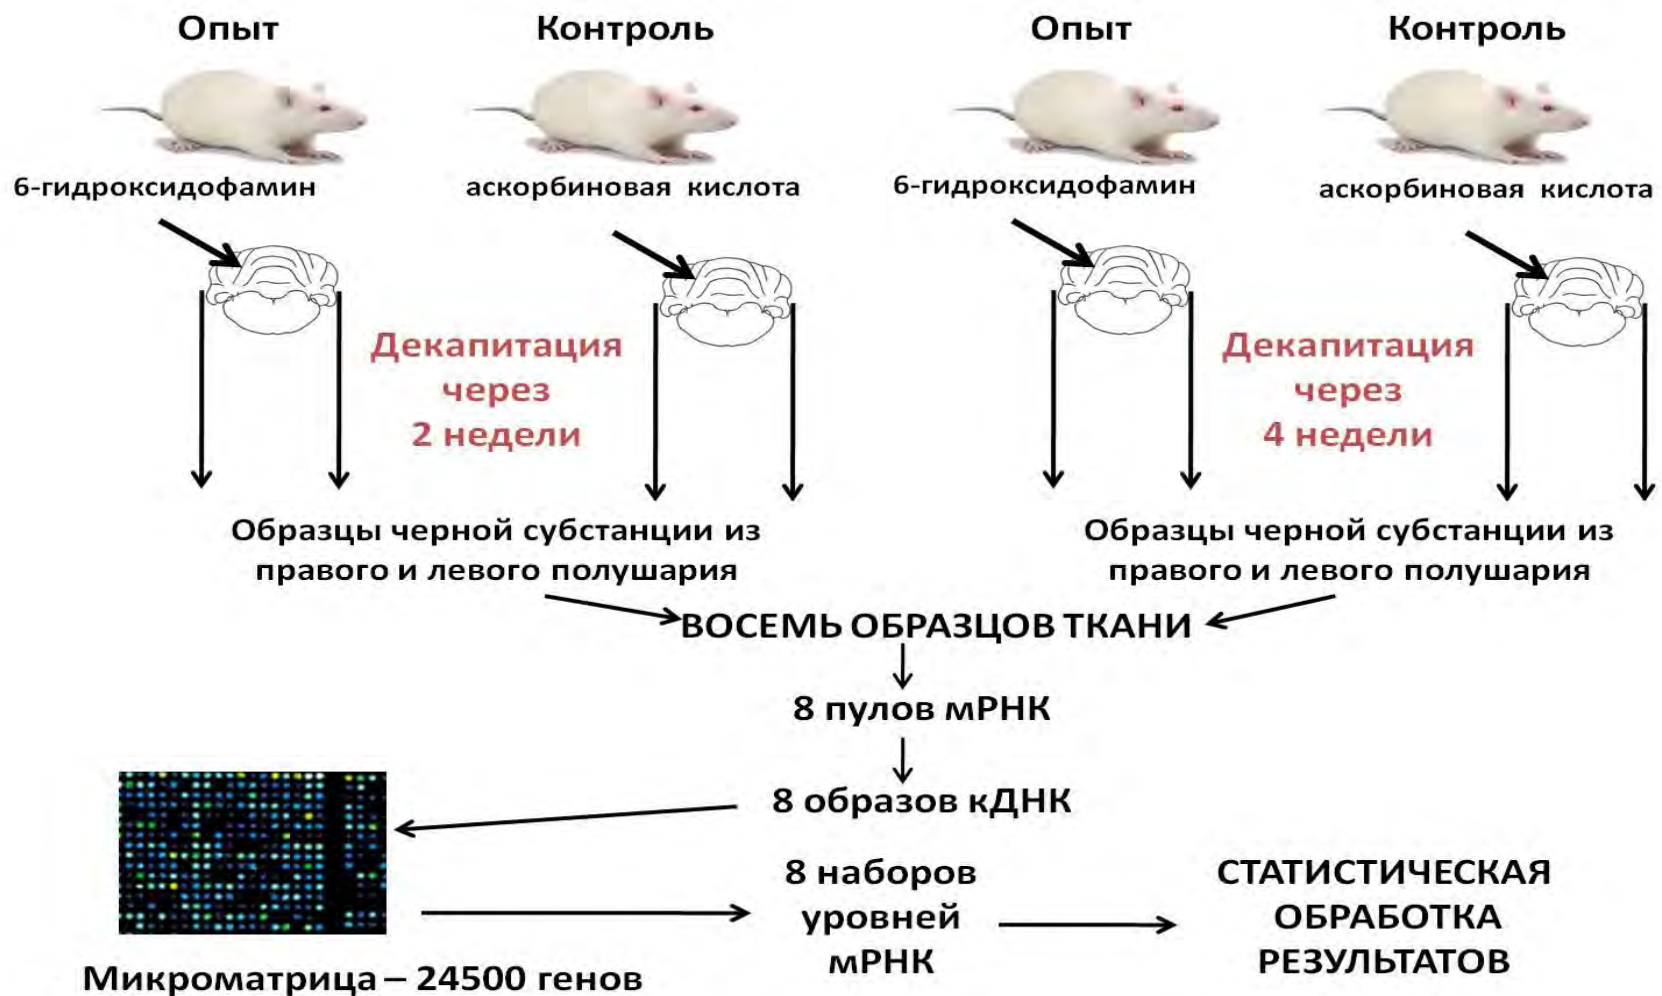 Опыт
Контроль
Опыт
Контроль
6-гидроксидофамин
аскорбиновая кислота
6-гидроксидофамин
аскорбиновая кислота
Декапитация
через
2 недели
Декапитация
через
4 недели
Образцы черной субстанции из
правого и левого полушария
Образцы черной субстанции из
правого и левого полушария
ВОСЕМЬ ОБРАЗЦОВ ТКАНИ
8 пулов мРНК
8 образов кДНК
8 наборов
уровней
мРНК
СТАТИСТИЧЕСКАЯ
ОБРАБОТКА
РЕЗУЛЬТАТОВ
Микроматрица – 24500 генов